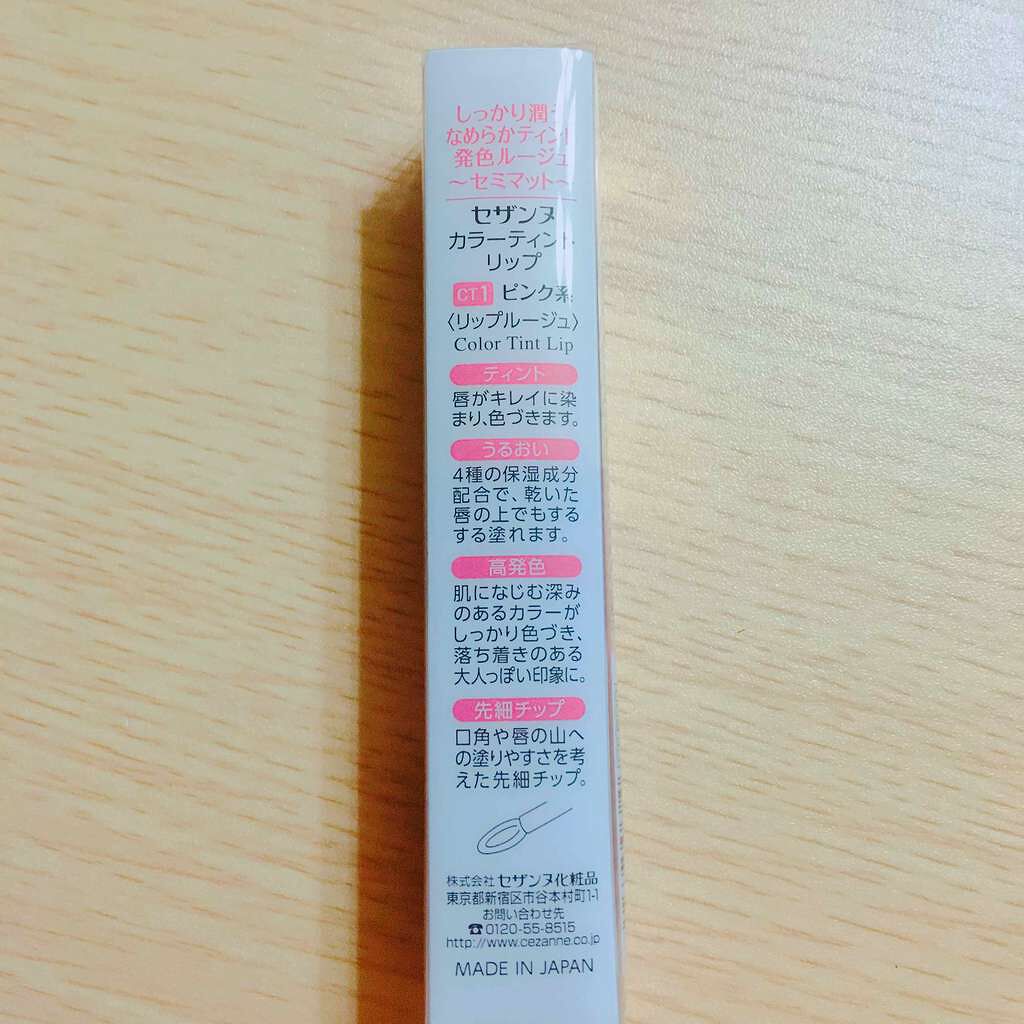 しっかり潤う
なめらかティント
発色ルージュ
～セミマット～
セザンヌ
カラーティント
リップ
CT1 ピンク系
〈リップルージュ〉
Color Tint Lip
ティント
唇がキレイに染
まり、色づきます。
うるおい
4種の保湿成分
配合で、乾いた
唇の上でもする
する塗れます。
高発色
肌になじむ深み
のあるカラーが
しっかり色づき、
落ち着きのある
大人っぽい印象に。
先細チップ
口角や唇の山へ
の塗りやすさを考
えた先細チップ。
株式会社 セザンヌ化粧品
東京都新宿区市谷本村町1-1
お問い合わせ先
☎0120-55-8515
http://www.cezanne.co.jp
MADE IN JAPAN